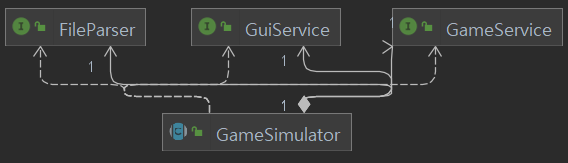 I FileParser
I GuiService
I GameService
1
1
1
1
C GameSimulator